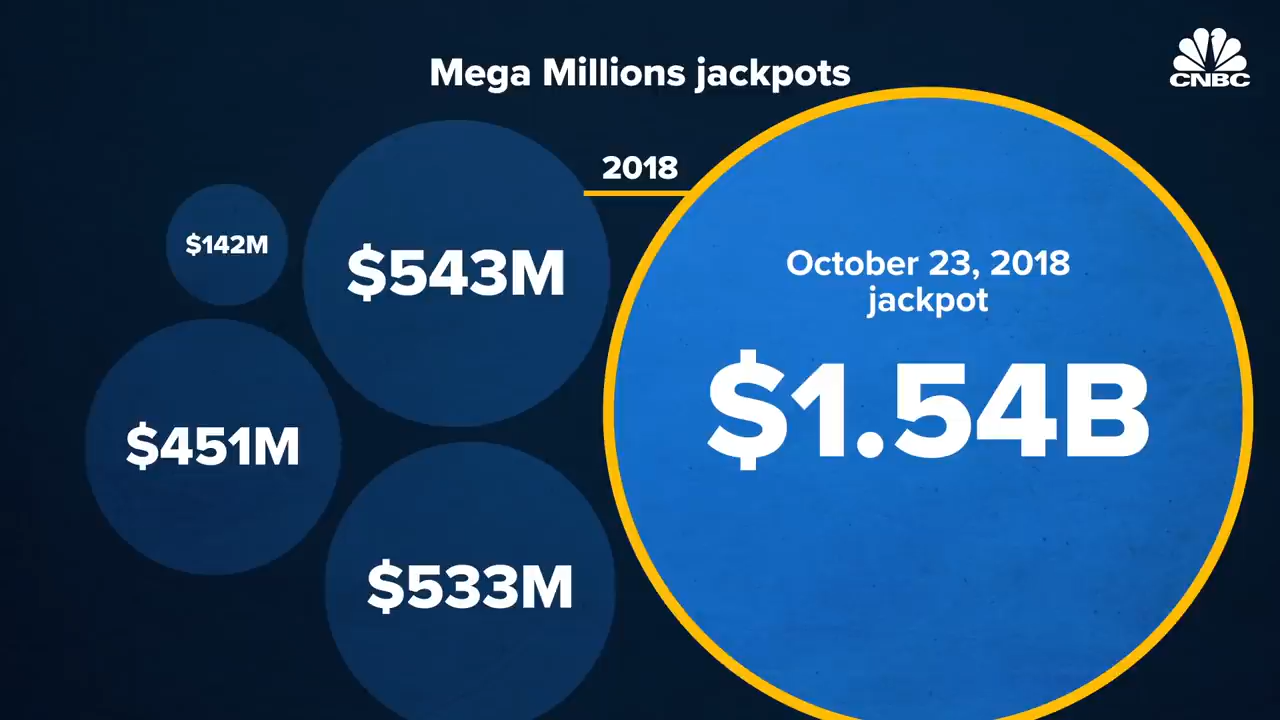 Mega Millions jackpots
CNBC
2018
$142M
$543M
$451M
$533M
October 23, 2018
jackpot
$1.54B